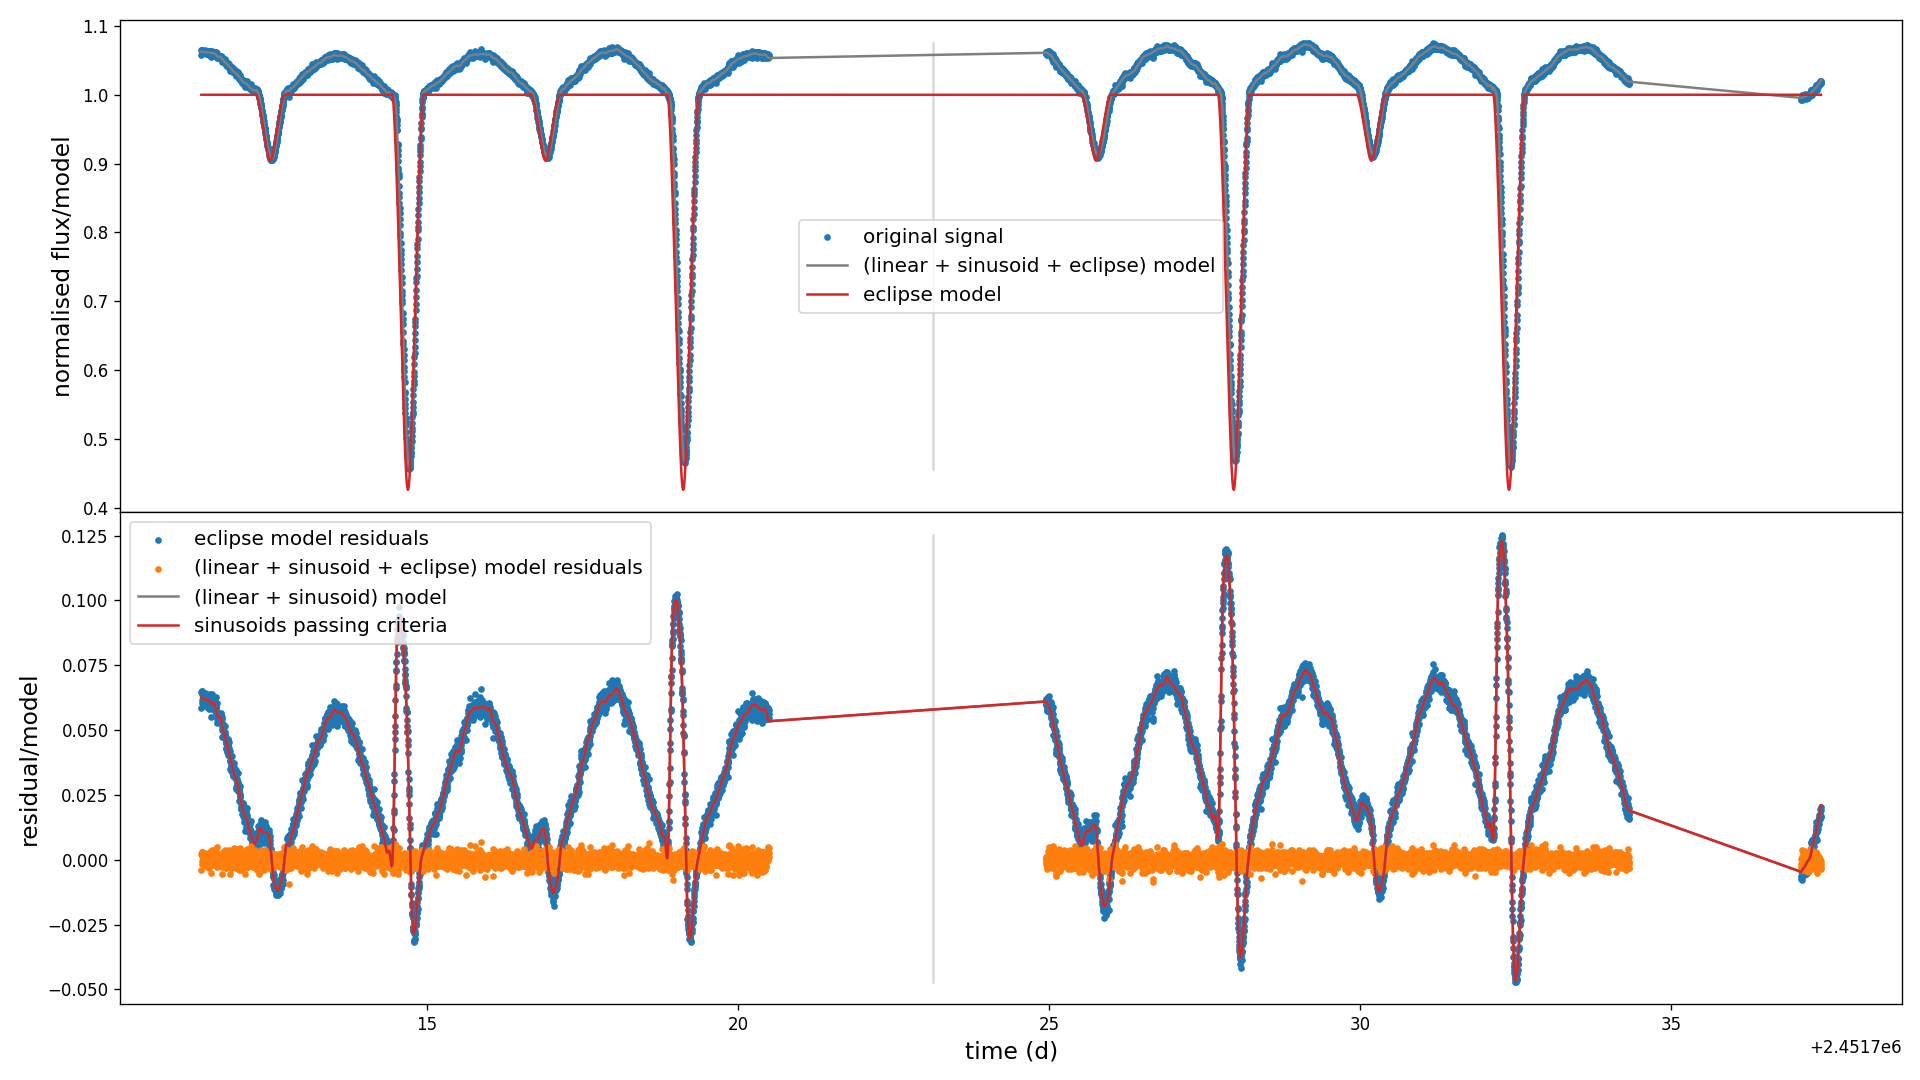 1.1
1.0
0.9
0.8
0.7
0.6
0.5
0.4
normalised flux/model
original signal
(linear + sinusoid + eclipse) model
eclipse model
0.125
0.100
0.075
0.050
0.025
0.000
−0.025
−0.050
residual/model
eclipse model residuals
(linear + sinusoid + eclipse) model residuals
(linear + sinusoid) model
sinusoids passing criteria
15 20 25 30 35
time (d)
+2.4517e6